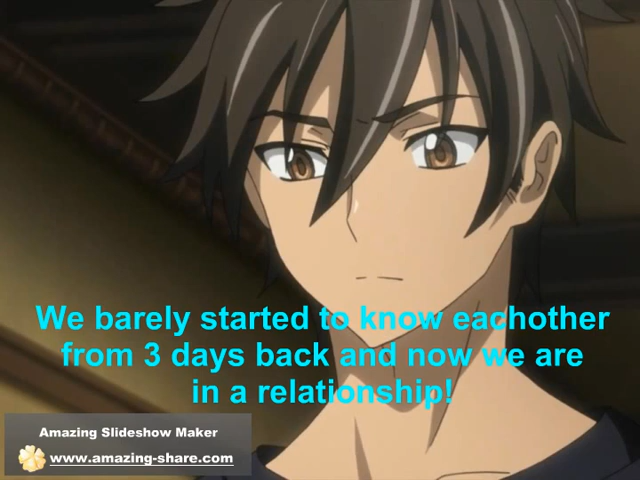 We barely started to know eachother
from 3 days back and now we are
in a relationship!
Amazing Slideshow Maker
www.amazing-share.com